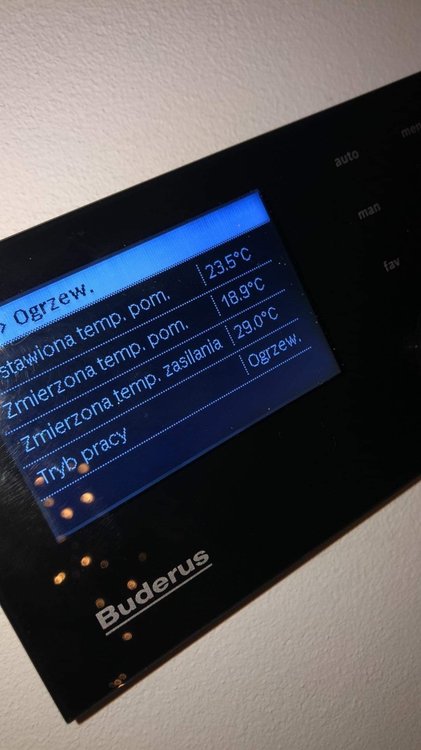 > Ogrzew.
stawiona temp. pom. 23.5°C
Zmierzona temp. pom. 18.9°C
Zmierzona temp. zasilania 29.0°C
Tryb pracy Ogrzew.
auto
men
man
fav
Buderus